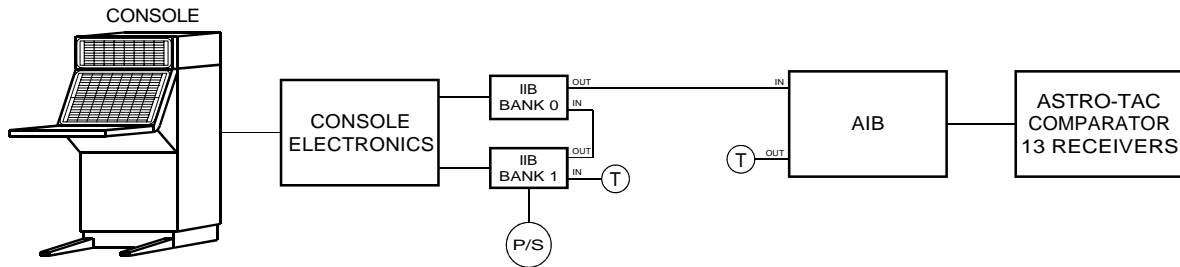 CONSOLE
CONSOLE
ELECTRONICS
IIB
BANK 0
OUT
IN
IIB
BANK 1
OUT
IN
T
P/S
IN
AIB
OUT
T
ASTRO-TAC
COMPARATOR
13 RECEIVERS